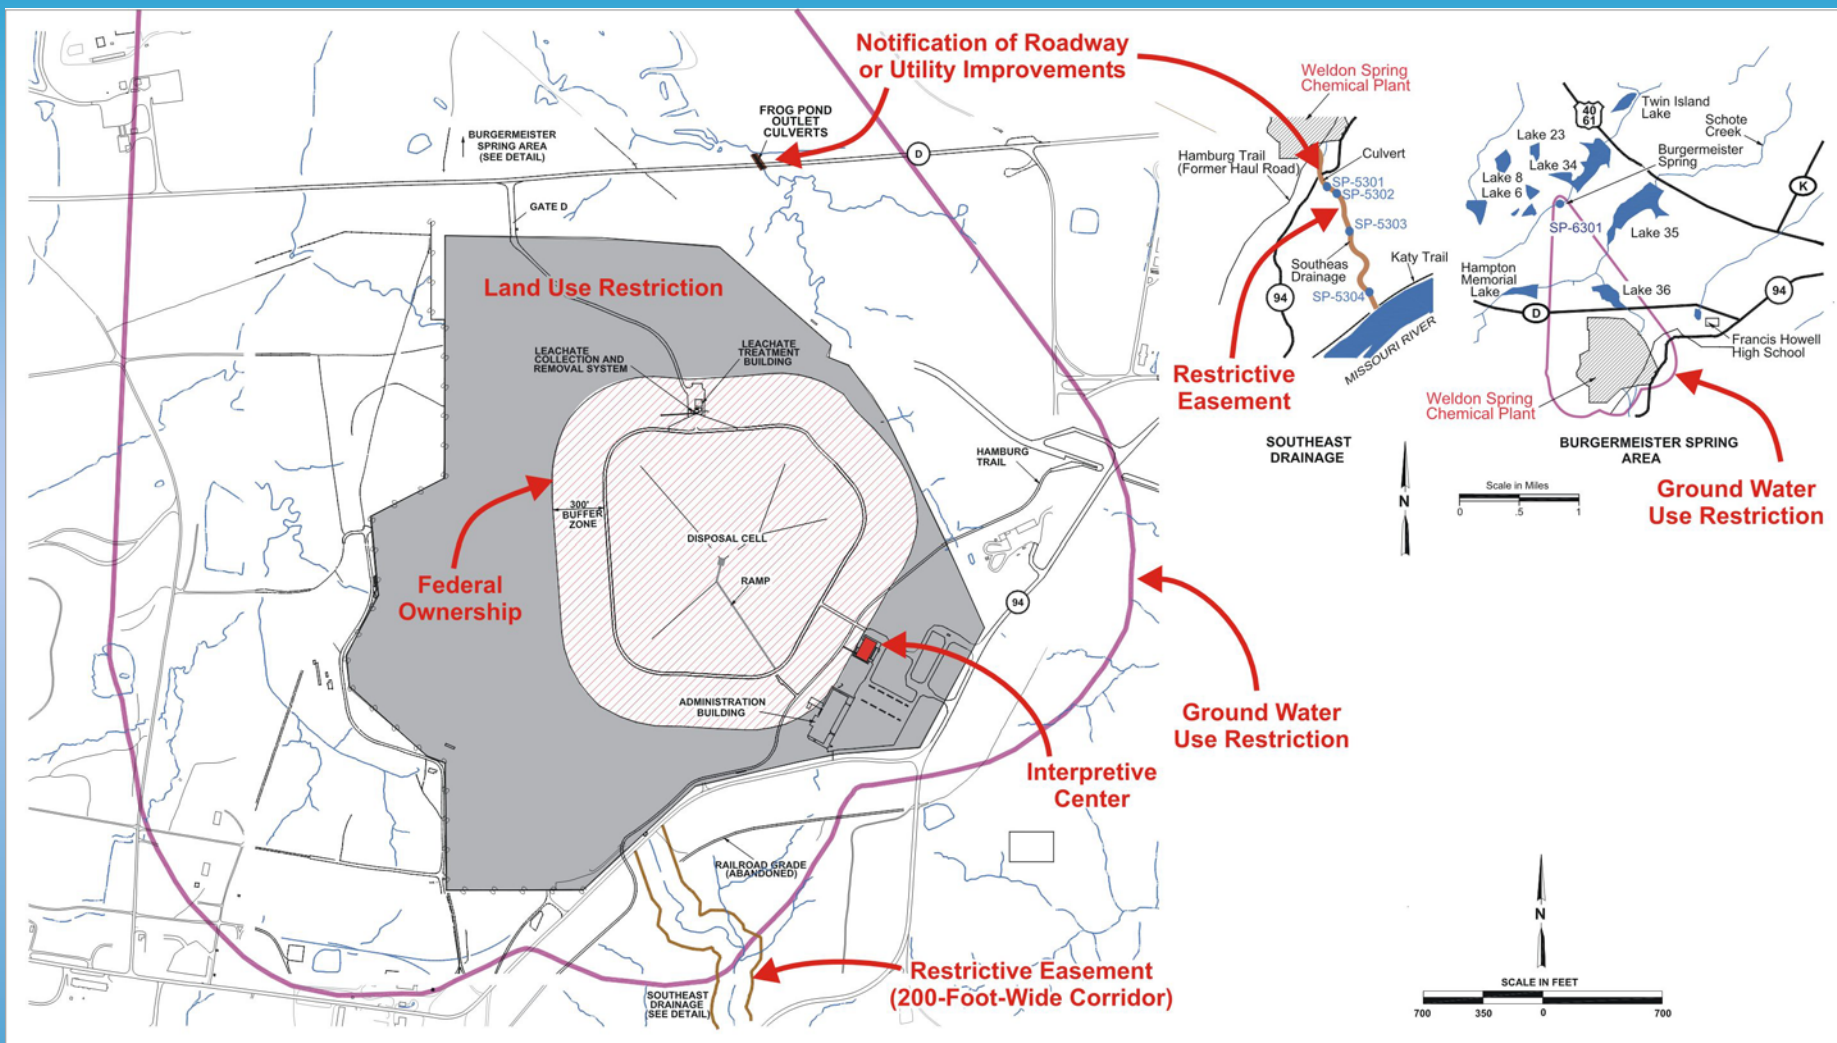 Notification of Roadway
or Utility Improvements
FROG POND
OUTLET
CULVERTS
BURGERMEISTER
SPRING AREA
(SEE DETAIL)
D
GATE D
Land Use Restriction
LEACHATE
COLLECTION AND
REMOVAL SYSTEM
LEACHATE
TREATMENT
BUILDING
HAMBURG
TRAIL
300'
BUFFER
ZONE
DISPOSAL CELL
RAMP
Federal
Ownership
94
ADMINISTRATION
BUILDING
Ground Water
Use Restriction
Interpretive
Center
RAILROAD GRADE
(ABANDONED)
Restrictive Easement
(200-Foot-Wide Corridor)
SOUTHEAST
DRAINAGE
(SEE DETAIL)
Weldon Spring
Chemical Plant
Hamburg Trail
(Former Haul Road)
Culvert
SP-5301
SP-5302
SP-5303
Southeas
Drainage
Katy Trail
SP-5304
94
MISSOURI RIVER
Restrictive
Easement
SOUTHEAST
DRAINAGE
N
40
61
Twin Island
Lake
Schote
Creek
Lake 23
Burgermeister
Spring
Lake 34
Lake 8
Lake 6
K
SP-6301
Lake 35
Hampton
Memorial
Lake
Lake 36
94
D
Francis Howell
High School
Weldon Spring
Chemical Plant
BURGERMEISTER SPRING
AREA
Scale in Miles
0 .5 1
Ground Water
Use Restriction
N
SCALE IN FEET
700 350 0 700